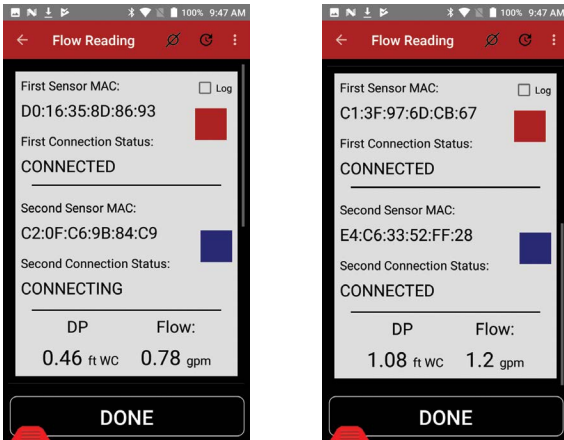 100% 9:47 AM
Flow Reading
First Sensor MAC:
Log
D0:16:35:8D:86:93
First Connection Status:
CONNECTED
Second Sensor MAC:
C2:0F:C6:9B:84:C9
Second Connection Status:
CONNECTING
DP Flow:
0.46 ft WC 0.78 gpm
DONE
100% 9:47 AM
Flow Reading
First Sensor MAC:
Log
C1:3F:97:6D:CB:67
First Connection Status:
CONNECTED
Second Sensor MAC:
E4:C6:33:52:FF:28
Second Connection Status:
CONNECTED
DP Flow:
1.08 ft WC 1.2 gpm
DONE